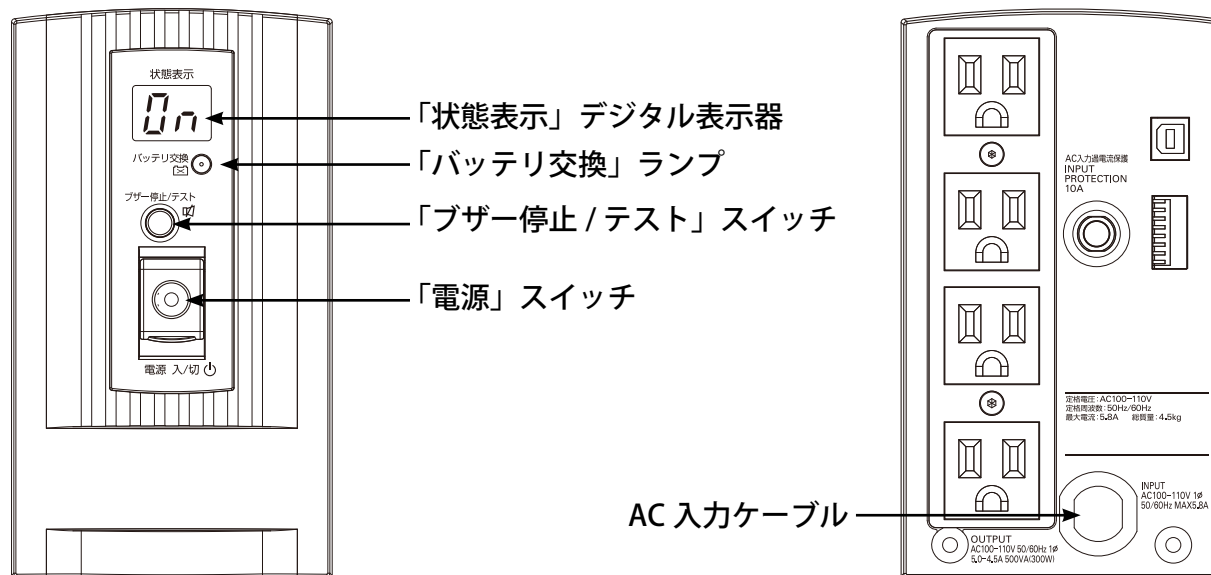 状態表示
On
バッテリ交換
ブザー停止/テスト
電源 入/切
「状態表示」デジタル表示器
「バッテリ交換」ランプ
「ブザー停止 / テスト」スイッチ
「電源」スイッチ
AC入力過電流保護
INPUT
PROTECTION
10A
定格電圧:AC100-110V
定格周波数:50Hz/60Hz
最大電流:5.8A 総質量:4.5kg
AC 入力ケーブル
INPUT
AC100-110V 1ø
50/60Hz MAX5.8A
OUTPUT
AC100-110V 50/60Hz 1ø
5.0-4.5A 500VA(300W)